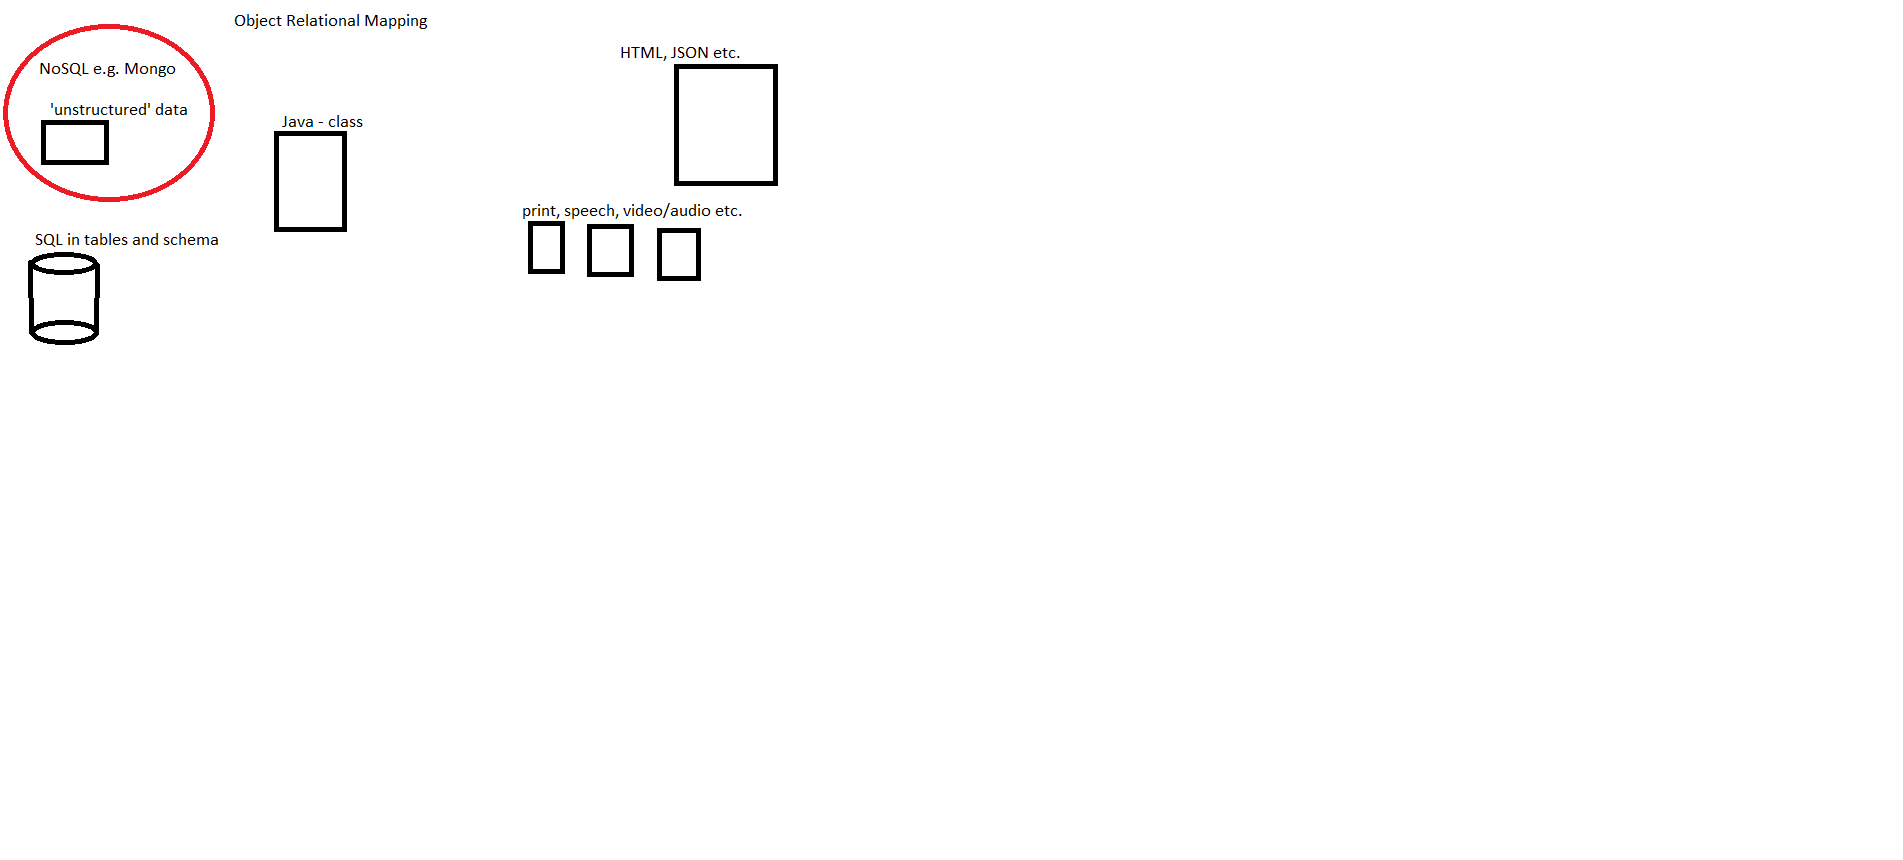 Object Relational Mapping
NoSQL e.g. Mongo
'unstructured' data
SQL in tables and schema
Java - class
HTML, JSON etc.
print, speech, video/audio etc.